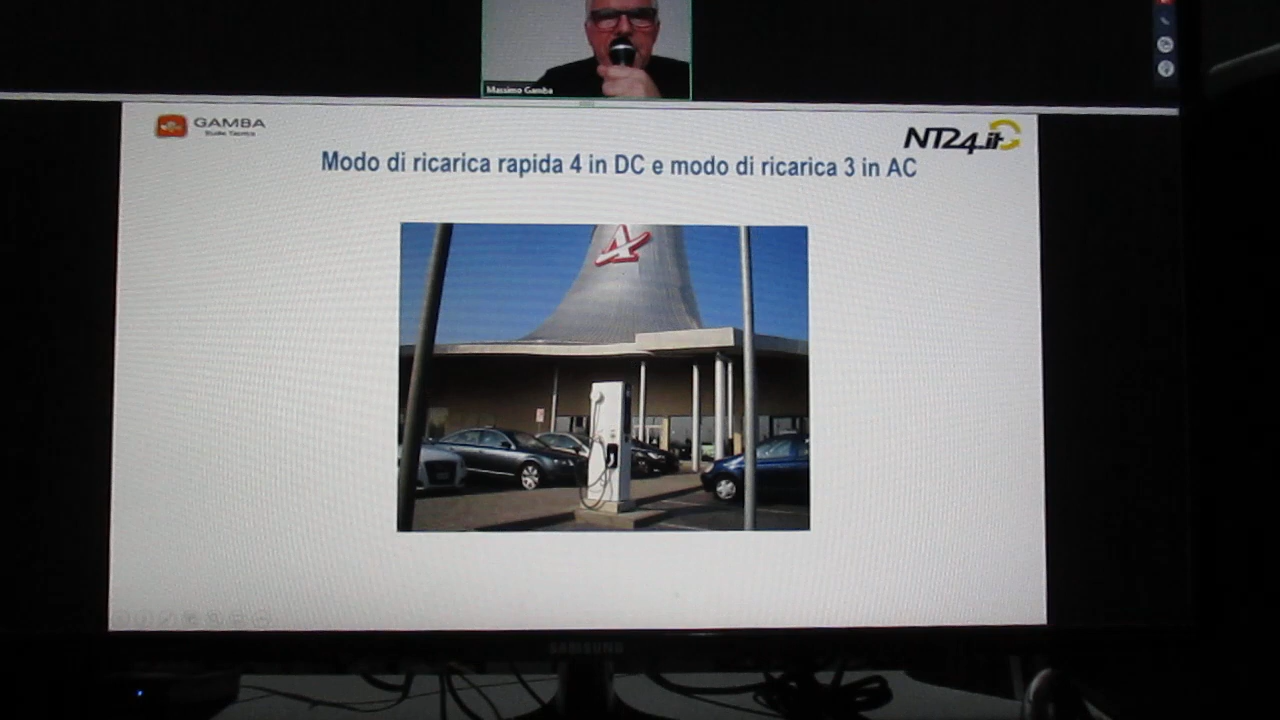 Massimo Gamba
GAMBA
Studio Tecnico
NT24.it
Modo di ricarica rapida 4 in DC e modo di ricarica 3 in AC
SAMSUNG